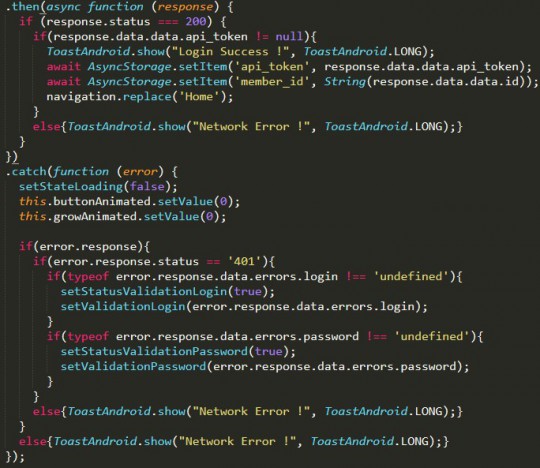 .then(async function (response) {
  if (response.status === 200) {
    if(response.data.data.api_token != null){
      ToastAndroid.show("Login Success !", ToastAndroid.LONG);
      await AsyncStorage.setItem('api_token', response.data.data.api_token);
      await AsyncStorage.setItem('member_id', String(response.data.data.id));
      navigation.replace('Home');
    }
    else{ToastAndroid.show("Network Error !", ToastAndroid.LONG);}
  }
})
.catch(function (error) {
  setStateLoading(false);
  this.buttonAnimated.setValue(0);
  this.growAnimated.setValue(0);

  if(error.response){
    if(error.response.status == '401'){
      if(typeof error.response.data.errors.login !== 'undefined'){
        setStatusValidationLogin(true);
        setValidationLogin(error.response.data.errors.login);
      }
      if(typeof error.response.data.errors.password !== 'undefined'){
        setStatusValidationPassword(true);
        setValidationPassword(error.response.data.errors.password);
      }
    }
    else{ToastAndroid.show("Network Error !", ToastAndroid.LONG);}
  }
  else{ToastAndroid.show("Network Error !", ToastAndroid.LONG);}
});